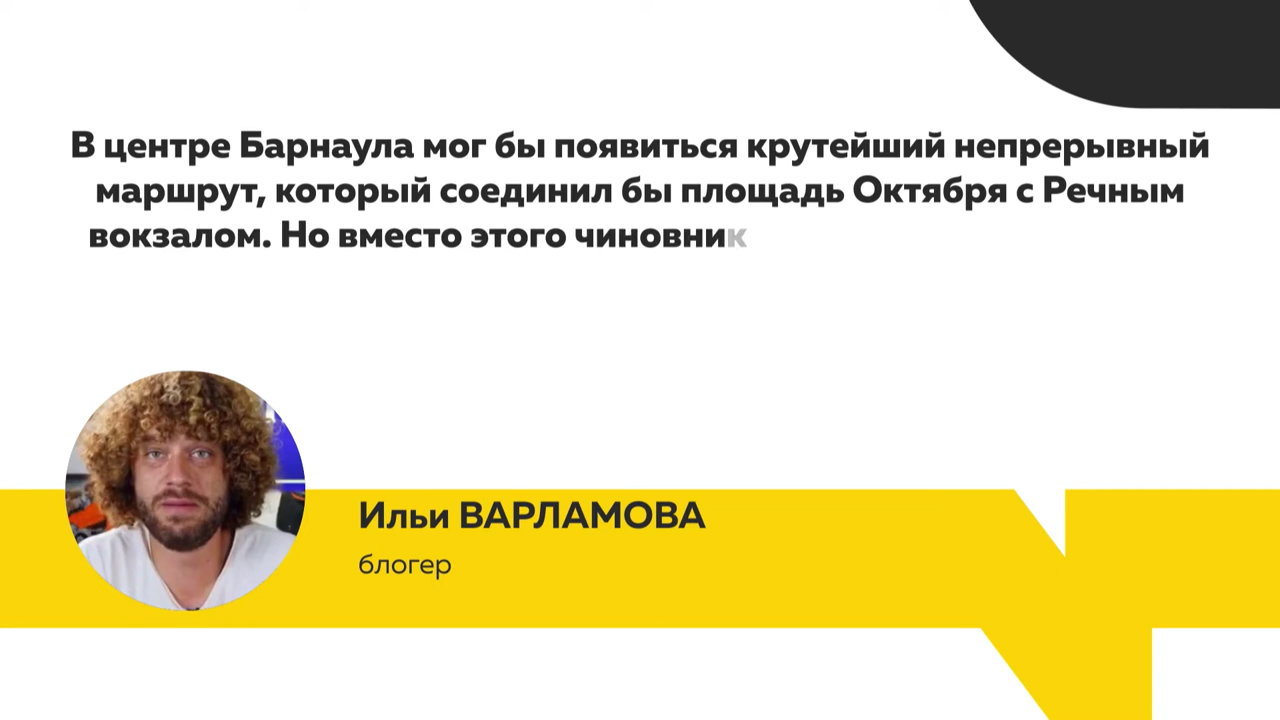 В центре Барнаула мог бы появиться крутейший непрерывный
маршрут, который соединил бы площадь Октября с Речным
вокзалом. Но вместо этого чиновник
Ильи ВАРЛАМОВА
блогер